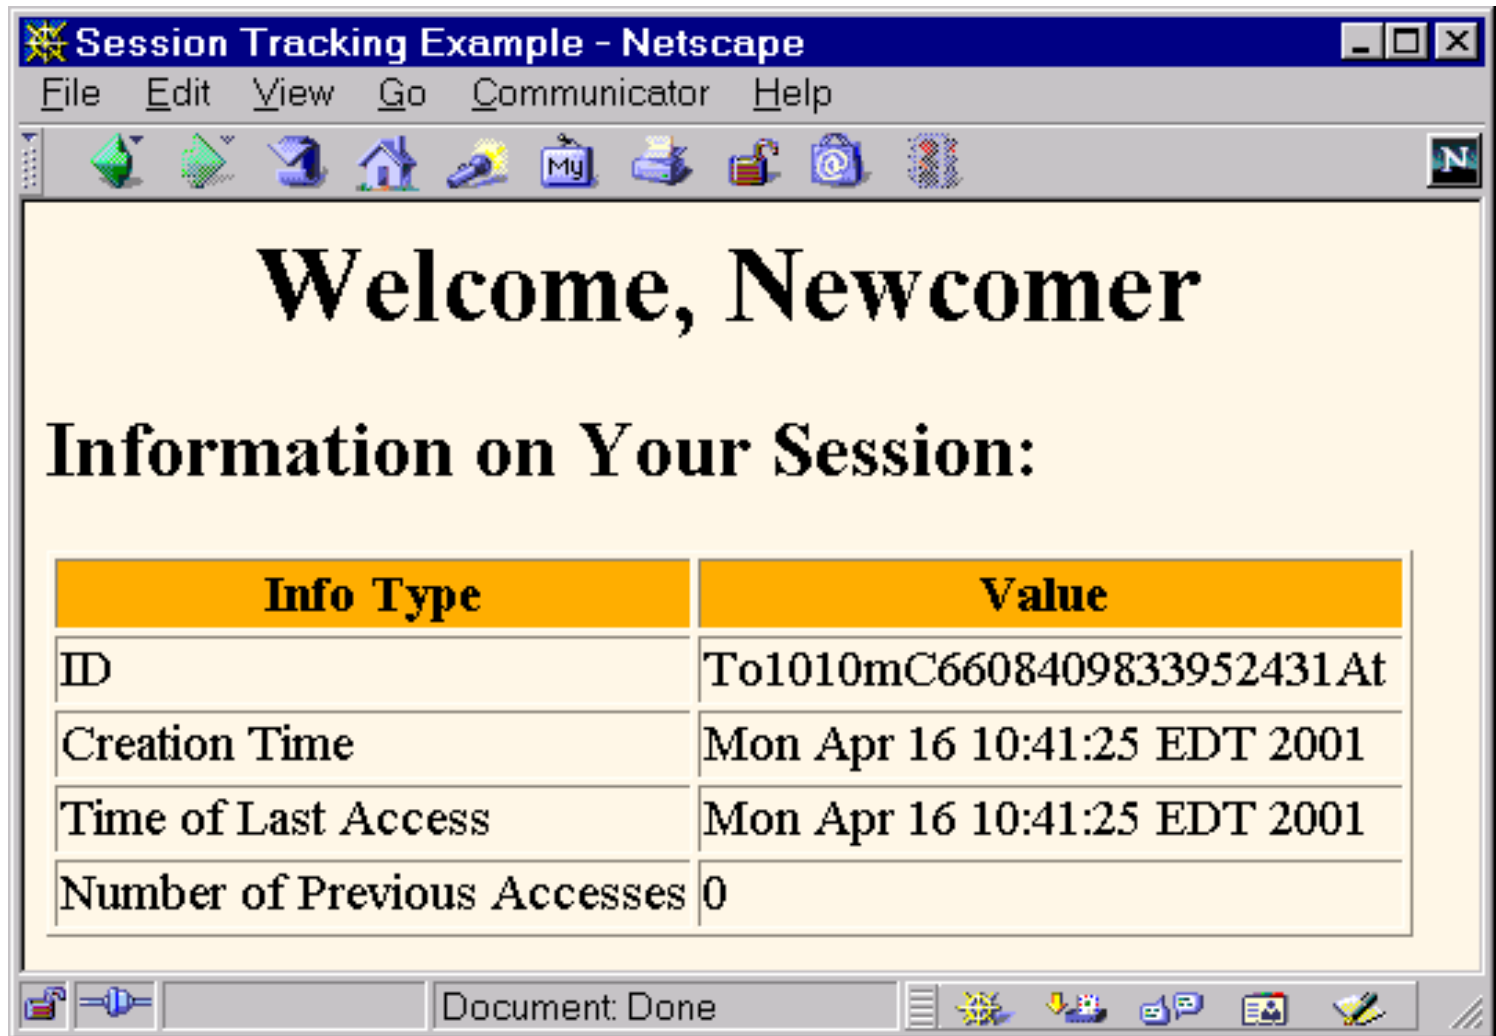 Session Tracking Example - Netscape
File Edit View Go Communicator Help
My
N
Welcome, Newcomer
Information on Your Session:
Info Type Value
ID To1010mC6608409833952431At
Creation Time Mon Apr 16 10:41:25 EDT 2001
Time of Last Access Mon Apr 16 10:41:25 EDT 2001
Number of Previous Accesses 0
Document: Done